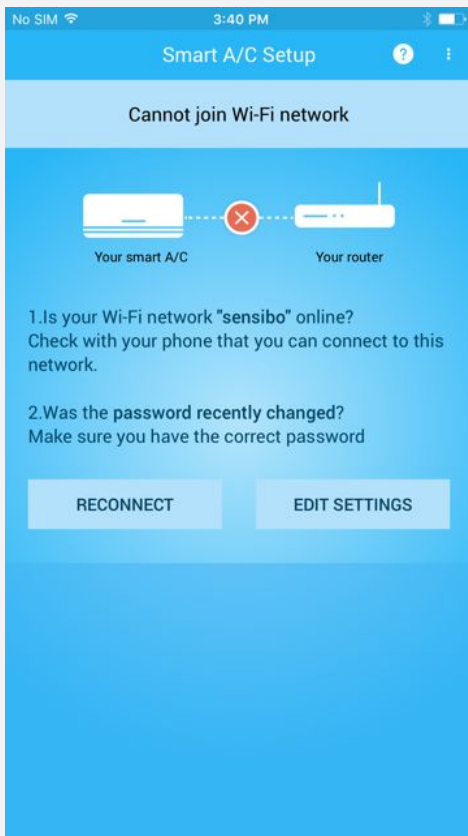 No SIM 3:40 PM
Smart A/C Setup ?
Cannot join Wi-Fi network
Your smart A/C Your router
1.Is your Wi-Fi network "sensibo" online?
Check with your phone that you can connect to this
network.
2.Was the password recently changed?
Make sure you have the correct password
RECONNECT EDIT SETTINGS